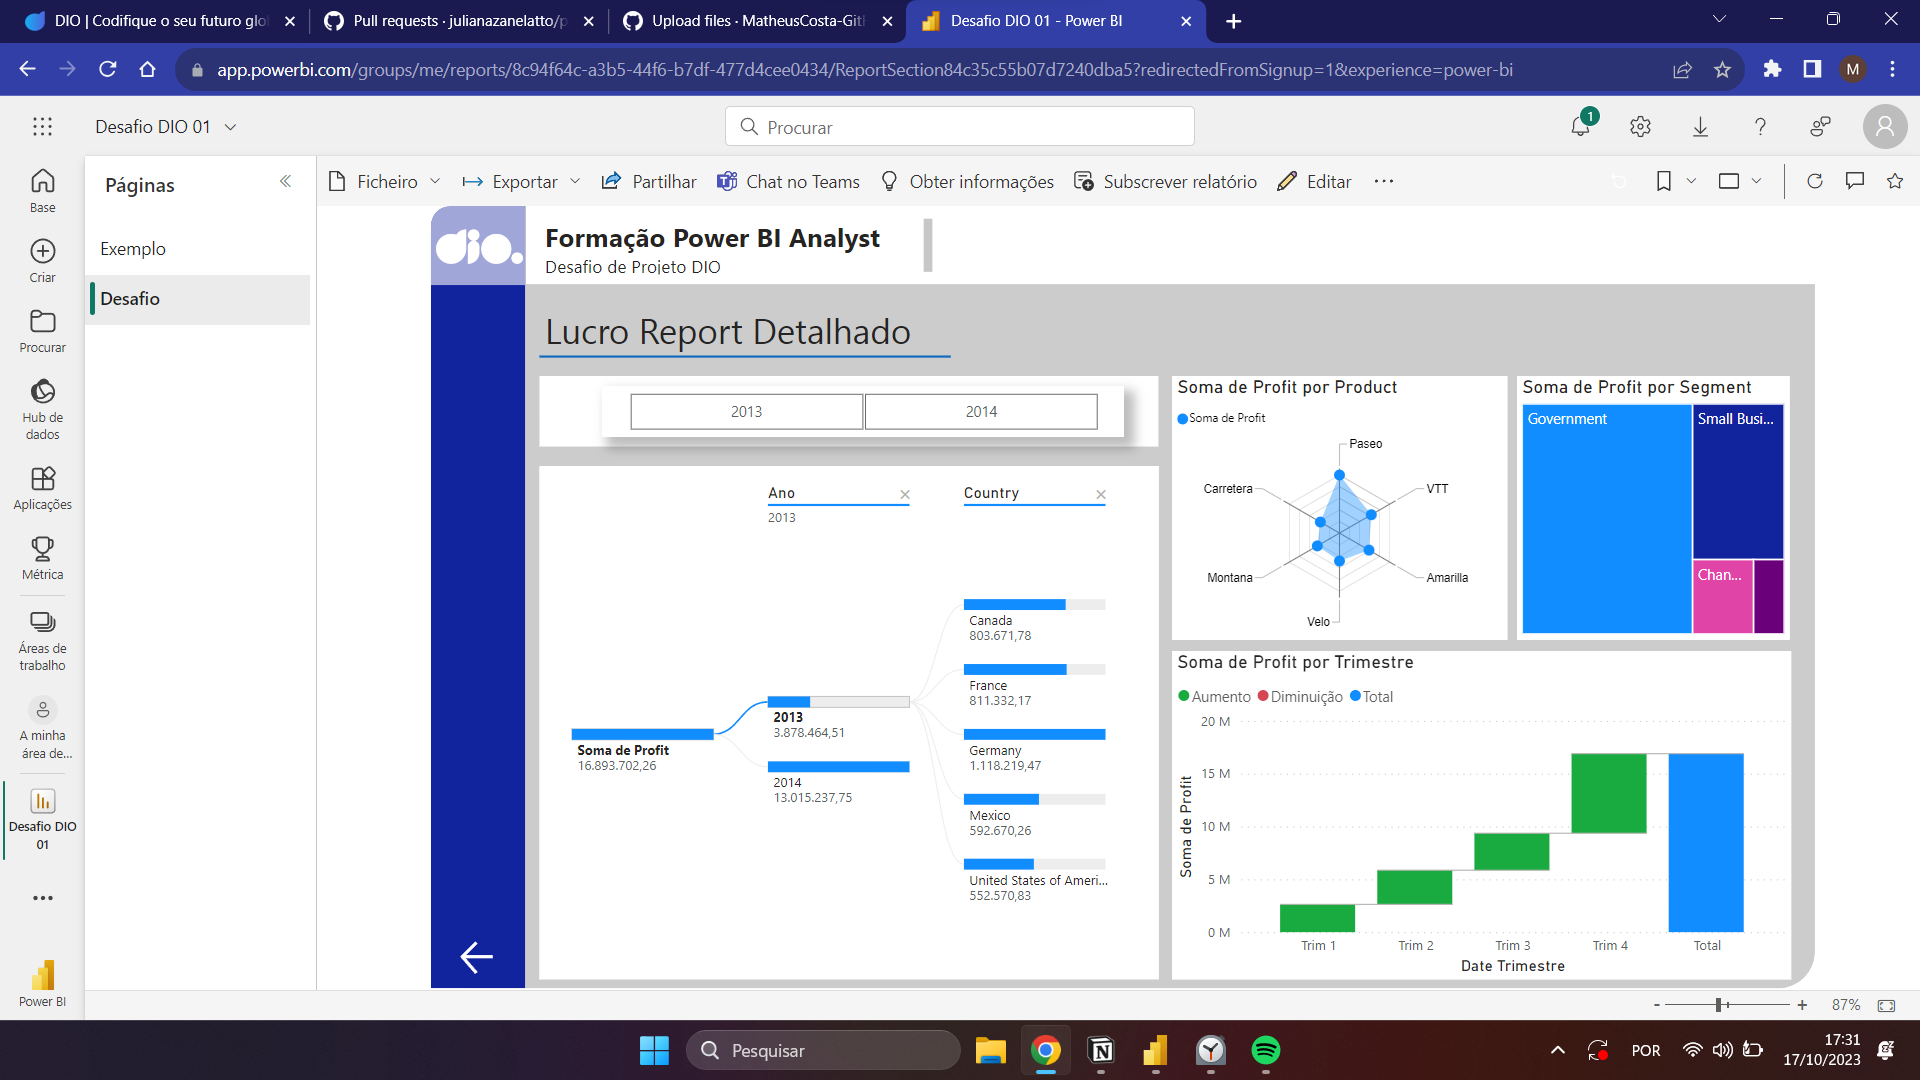 DIO | Codifique o seu futuro glo
Pull requests · julianazanelatto/p
Upload files · MatheusCosta-Git
Desafio DIO 01 - Power BI
app.powerbi.com/groups/me/reports/8c94f64c-a3b5-44f6-b7df-477d4cee0434/ReportSection84c35c55b07d7240dba5?redirectedFromSignup=1&experience=power-bi
M
Desafio DIO 01
Procurar
1
Base
Criar
Procurar
Hub de
dados
Aplicações
Métrica
Áreas de
trabalho
A minha
área de...
Desafio DIO
01
Power BI
Páginas
Exemplo
Desafio
Ficheiro
Exportar
Partilhar
Chat no Teams
Obter informações
Subscrever relatório
Editar
dio.
Formação Power BI Analyst
Desafio de Projeto DIO
Lucro Report Detalhado
2013
2014
Ano
2013
Country
Soma de Profit
16.893.702,26
2013
3.878.464,51
2014
13.015.237,75
Canada
803.671,78
France
811.332,17
Germany
1.118.219,47
Mexico
592.670,26
United States of Ameri...
552.570,83
Soma de Profit por Product
Soma de Profit
Paseo
VTT
Amarilla
Velo
Montana
Carretera
Soma de Profit por Segment
Government
Small Busi...
Chan...
Soma de Profit por Trimestre
Aumento
Diminuição
Total
Soma de Profit
20 M
15 M
10 M
5 M
0 M
Trim 1
Trim 2
Trim 3
Trim 4
Total
Date Trimestre
- + 87%
Pesquisar
POR
17:31
17/10/2023